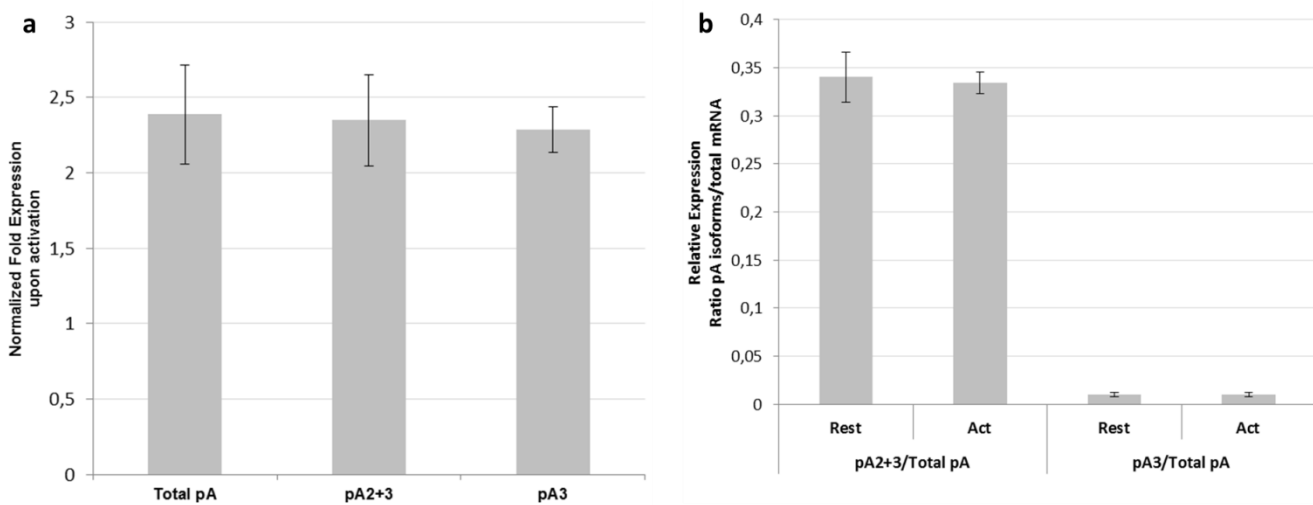 a
Normalized Fold Expression
upon activation
3
2,5
2
1,5
1
0,5
0
Total pA
pA2+3
pA3
b
Relative Expression
Ratio pA isoforms/total mRNA
0,4
0,35
0,3
0,25
0,2
0,15
0,1
0,05
0
Rest
Act
Rest
Act
pA2+3/Total pA
pA3/Total pA